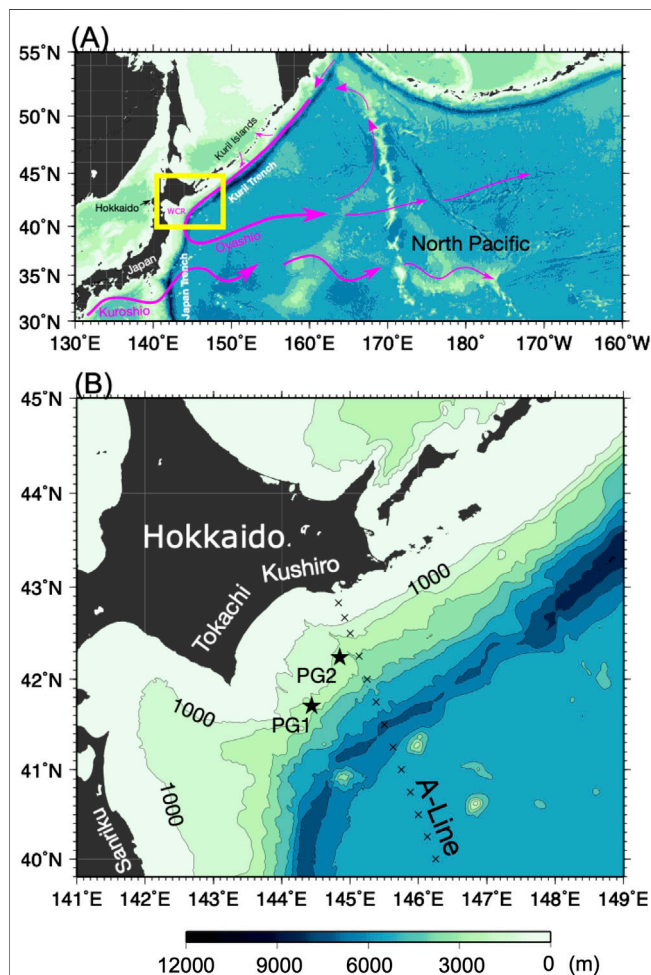 (A)
55°N
50°N
45°N
40°N
35°N
30°N
Kuril Islands
Kuril Trench
Hokkaido
WCR
Oyashio
North Pacific
Japan
Japan Trench
Kuroshio
130°E 140°E 150°E 160°E 170°E 180° 170°W 160°W
(B)
45°N
44°N
43°N
42°N
41°N
40°N
Hokkaido
Kushiro
Tokachi
1000
PG2
1000
PG1
1000
A-Line
Sanriku
141°E 142°E 143°E 144°E 145°E 146°E 147°E 148°E 149°E
12000 9000 6000 3000 0 (m)